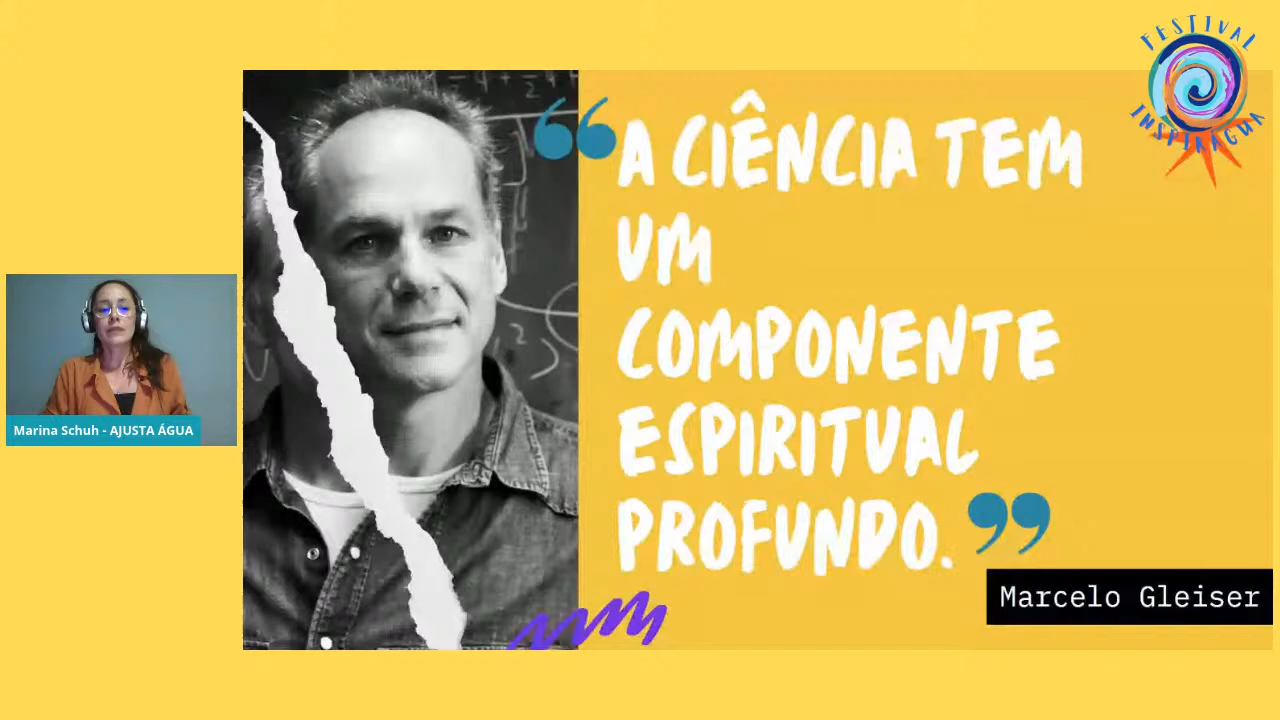 FESTIVAL
INSPIRÁGUA
“A CIÊNCIA TEM
UM
COMPONENTE
ESPIRITUAL
PROFUNDO.”
Marcelo Gleiser
Marina Schuh - AJUSTA ÁGUA